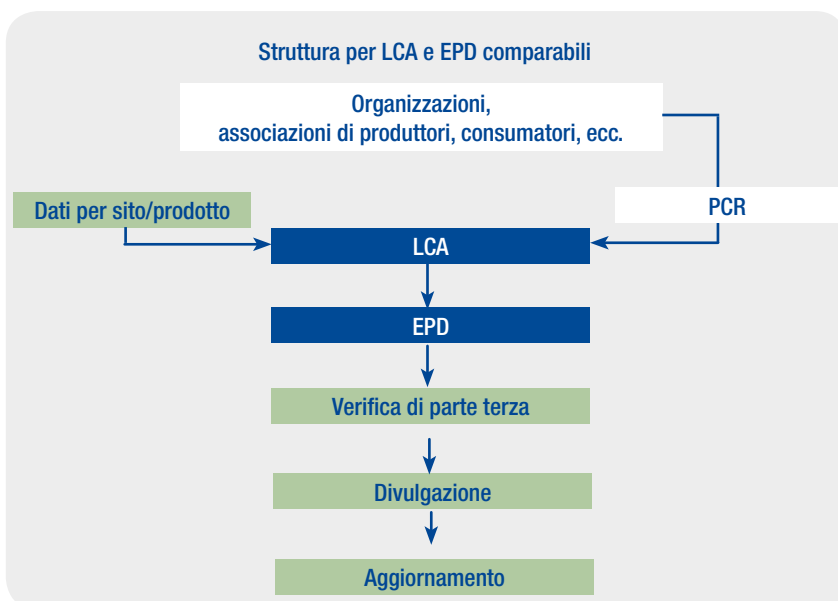 Struttura per LCA e EPD comparabili
Organizzazioni,
associazioni di produttori, consumatori, ecc.
Dati per sito/prodotto
PCR
LCA
EPD
Verifica di parte terza
Divulgazione
Aggiornamento